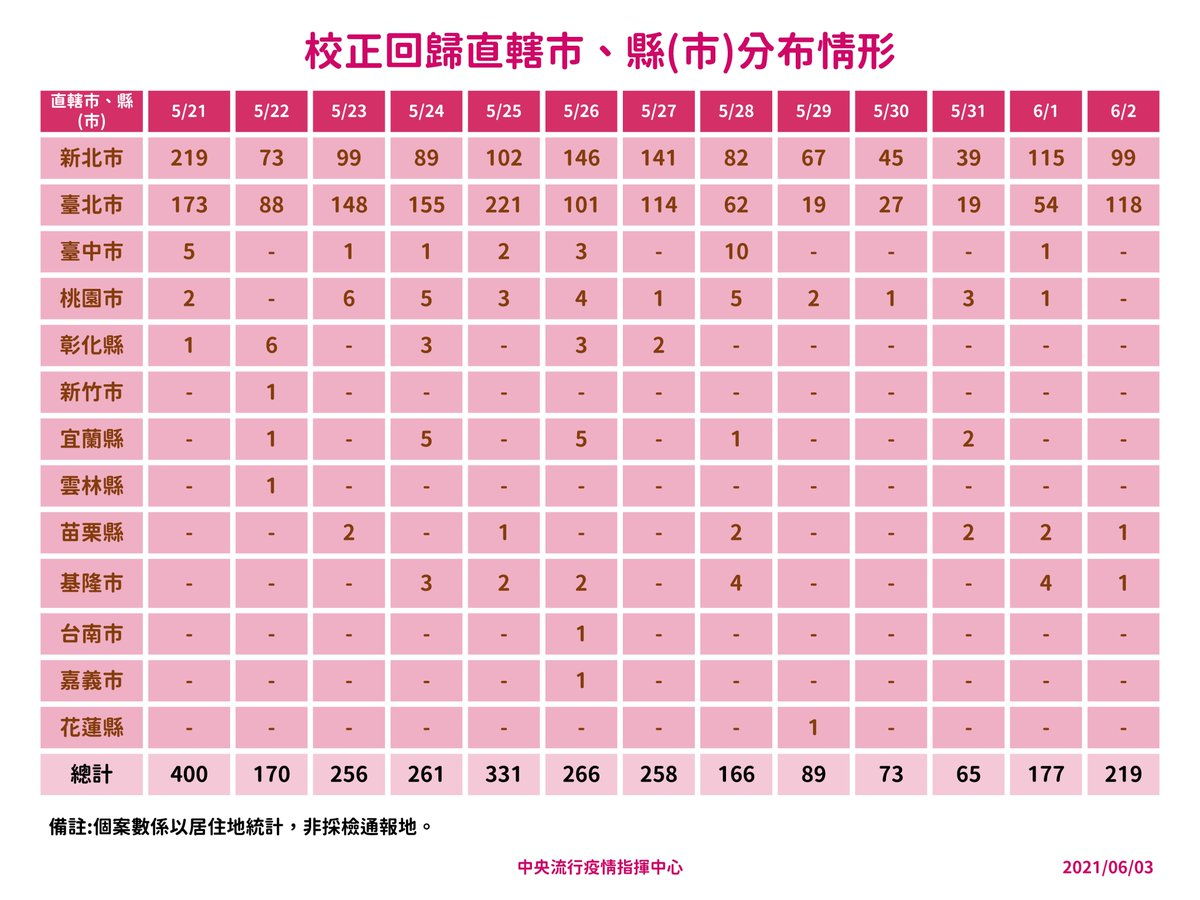 校正回歸直轄市、縣(市)分布情形
直轄市、縣(市) 5/21 5/22 5/23 5/24 5/25 5/26 5/27 5/28 5/29 5/30 5/31 6/1 6/2
新北市 219 73 99 89 102 146 141 82 67 45 39 115 99
臺北市 173 88 148 155 221 101 114 62 19 27 19 54 118
臺中市 5 - 1 1 2 3 - 10 - - - 1 -
桃園市 2 - 6 5 3 4 1 5 2 1 3 1 -
彰化縣 1 6 - 3 - 3 2 - - - - - -
新竹市 - 1 - - - - - - - - - - -
宜蘭縣 - 1 - 5 - 5 - 1 - - 2 - -
雲林縣 - 1 - - - - - - - - - - -
苗栗縣 - - 2 - 1 - - 2 - - 2 2 1
基隆市 - - - 3 2 2 - 4 - - - 4 1
台南市 - - - - - 1 - - - - - - -
嘉義市 - - - - - 1 - - - - - - -
花蓮縣 - - - - - - - - 1 - - - -
總計 400 170 256 261 331 266 258 166 89 73 65 177 219
備註:個案數係以居住地統計，非採檢通報地。
中央流行疫情指揮中心 2021/06/03